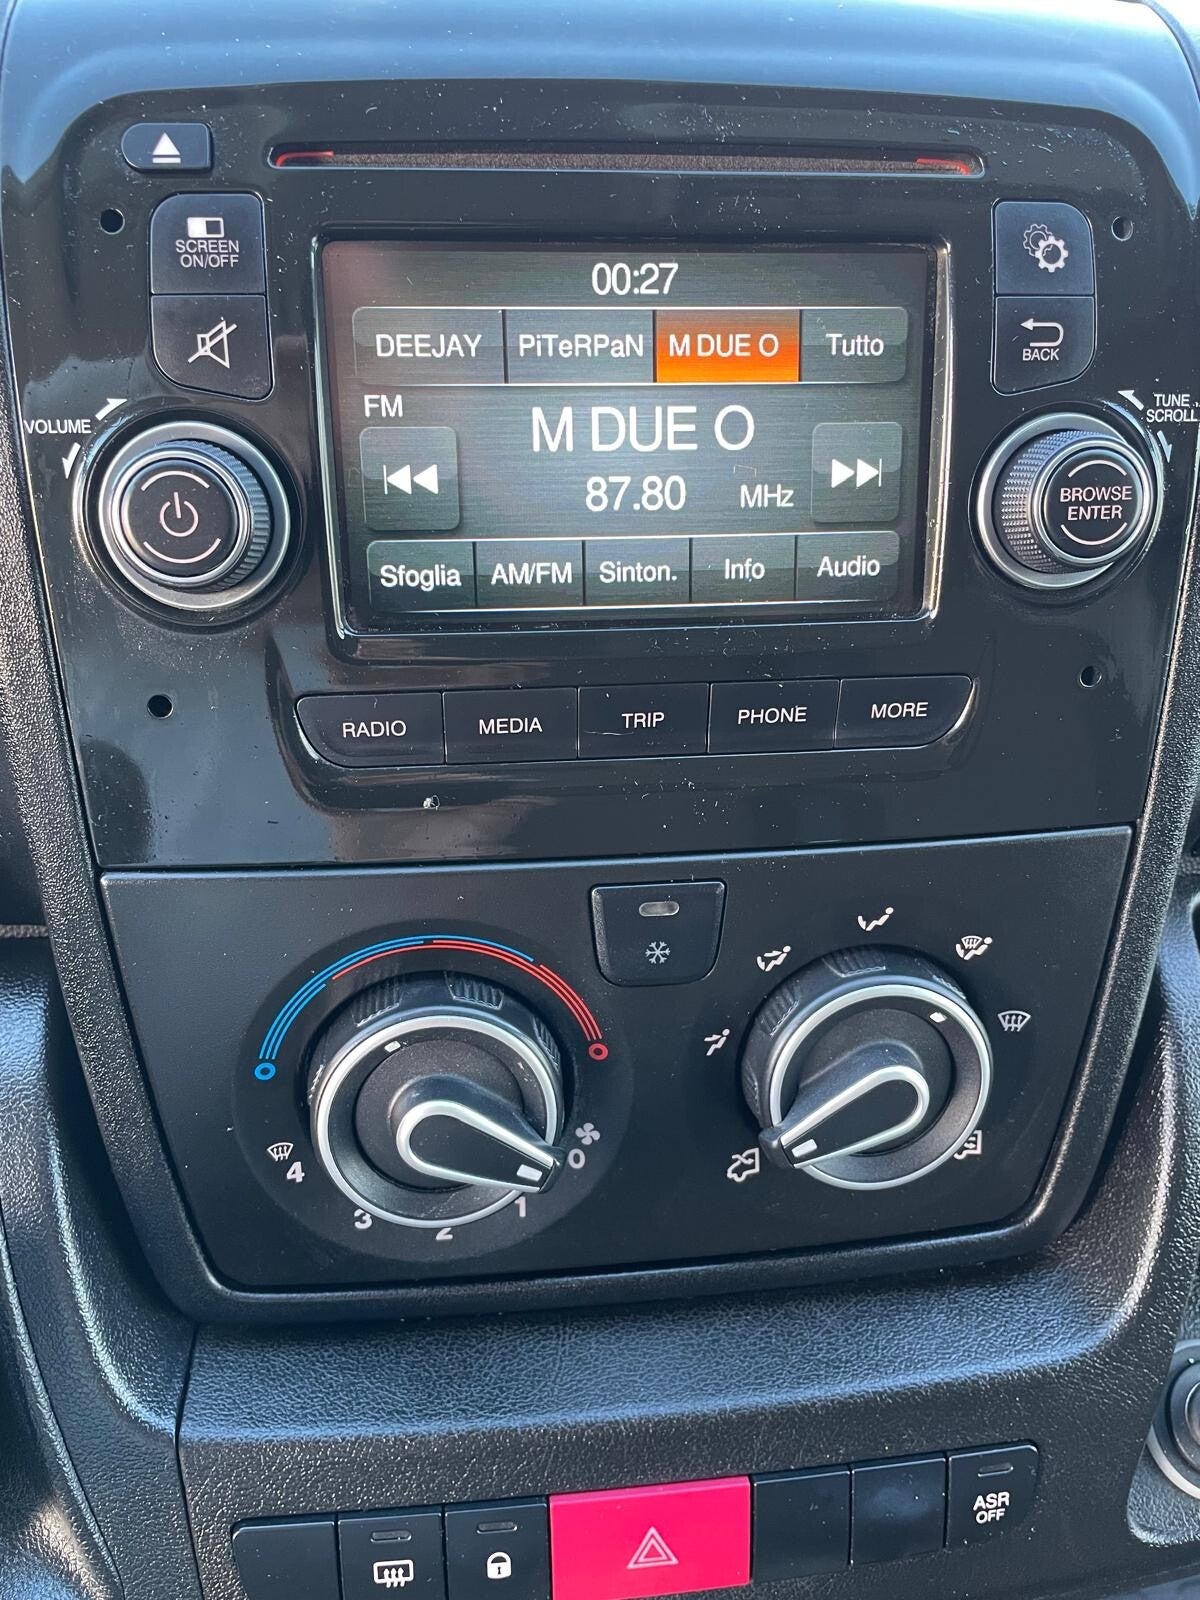 SCREEN
ON/OFF
00:27
DEEJAY PiTeRPaN M DUE O Tutto
BACK
FM
M DUE O
87.80 MHz
VOLUME
TUNE
SCROLL
BROWSE
ENTER
Sfoglia AM/FM Sinton. Info Audio
RADIO MEDIA TRIP PHONE MORE
0
1
2
3
4
ASR
OFF